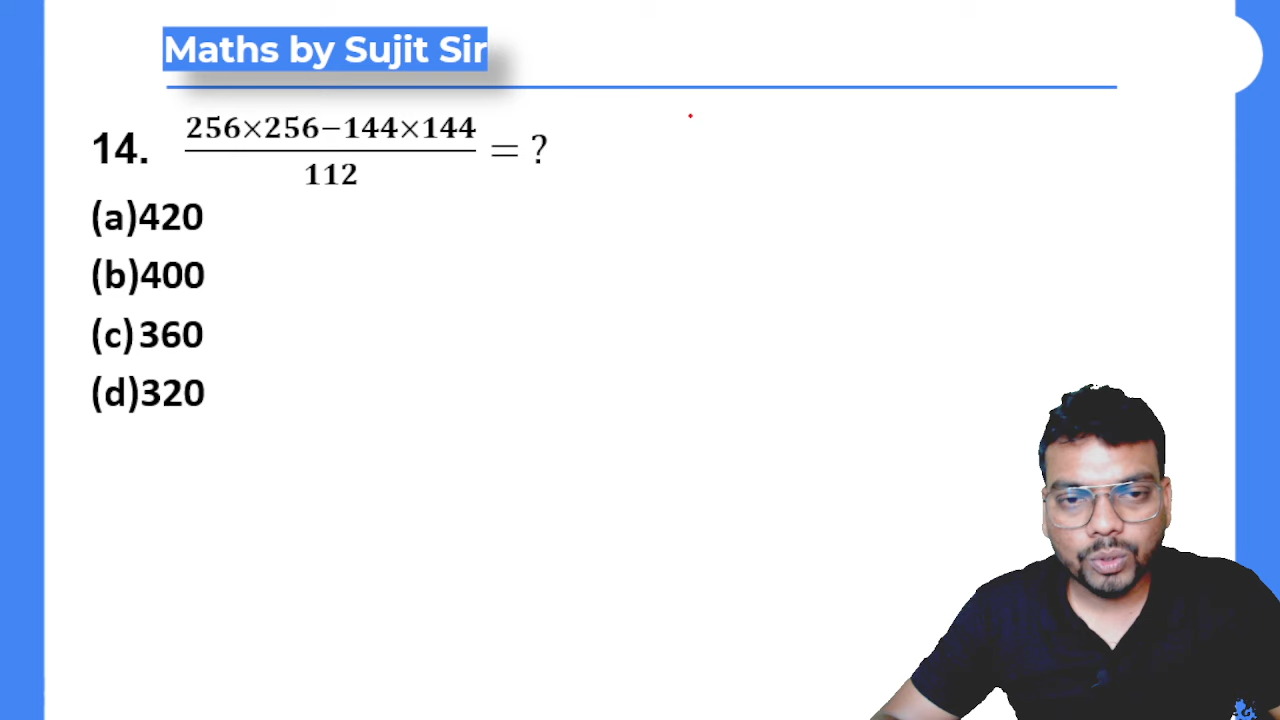 Maths by Sujit Sir
14. 256×256−144×144/112 = ?
(a)420
(b)400
(c)360
(d)320